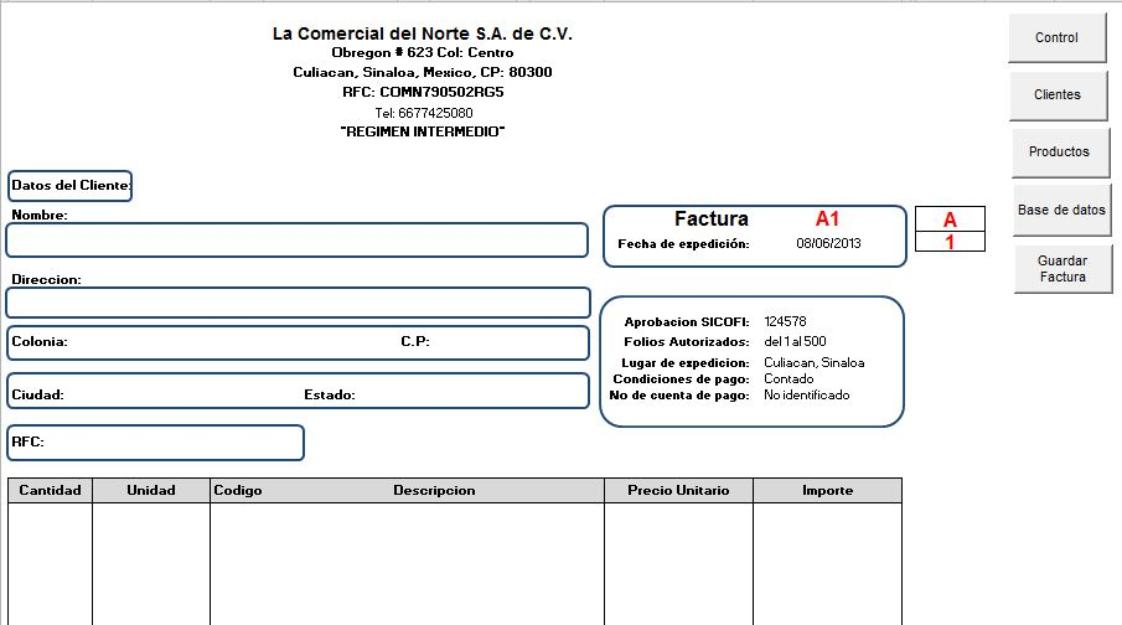 La Comercial del Norte S.A. de C.V.
Obregon # 623 Col: Centro
Culiacan, Sinaloa, Mexico, CP: 80300
RFC: COMN790502RG5
Tel: 6677425080
"REGIMEN INTERMEDIO"
Control
Clientes
Productos
Base de datos
Guardar
Factura
Datos del Cliente:
Nombre:
Factura A1
Fecha de expedición: 08/06/2013
A
1
Direccion:
Colonia: C.P:
Ciudad: Estado:
RFC:
Aprobacion SICOFI: 124578
Folios Autorizados: del 1 al 500
Lugar de expedicion: Culiacan, Sinaloa
Condiciones de pago: Contado
No de cuenta de pago: No identificado
Cantidad Unidad Codigo Descripcion Precio Unitario Importe